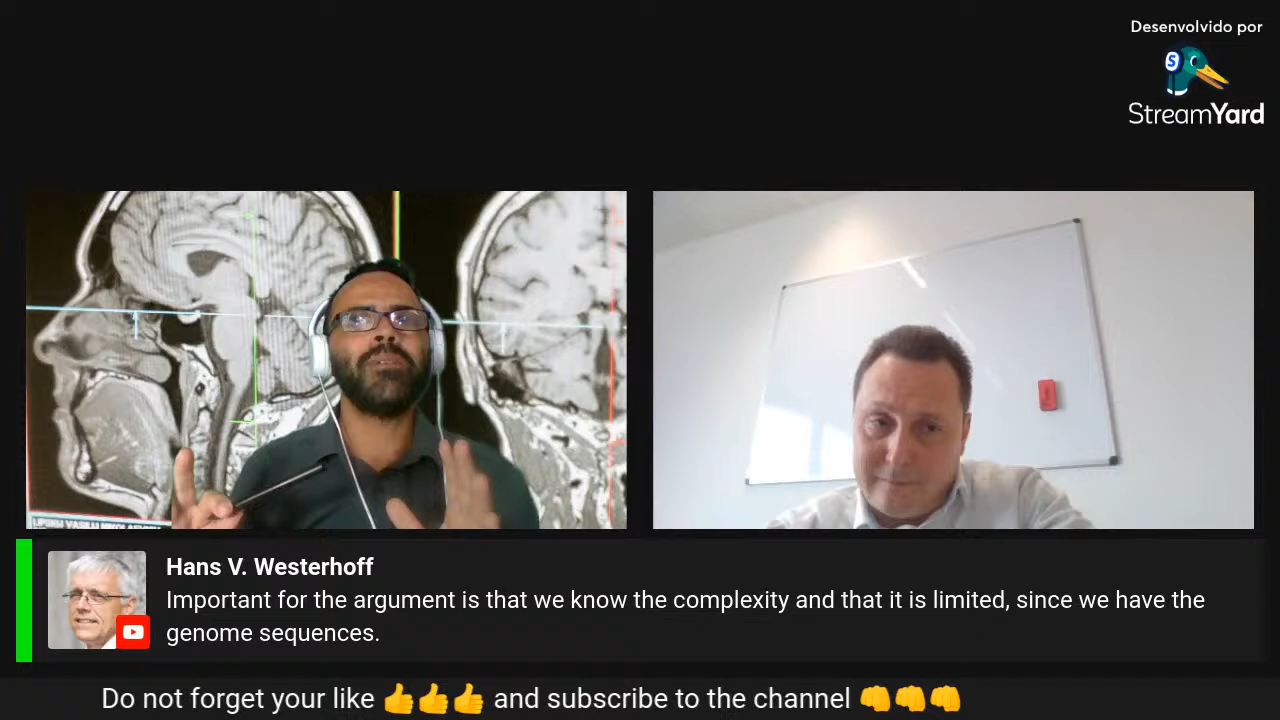 Desenvolvido por
StreamYard
Hans V. Westerhoff
Important for the argument is that we know the complexity and that it is limited, since we have the
genome sequences.
Do not forget your like 👍👍👍 and subscribe to the channel 👊👊👊